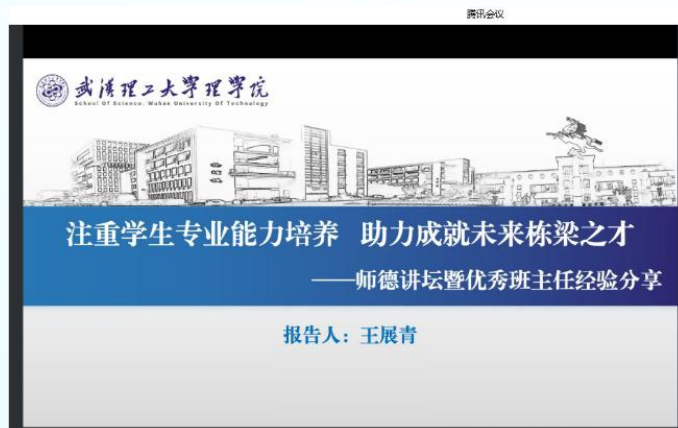 腾讯会议
武汉理工大学理学院
School Of Science, Wuhan University Of Technology
注重学生专业能力培养 助力成就未来栋梁之才
——师德讲坛暨优秀班主任经验分享
报告人：王展青